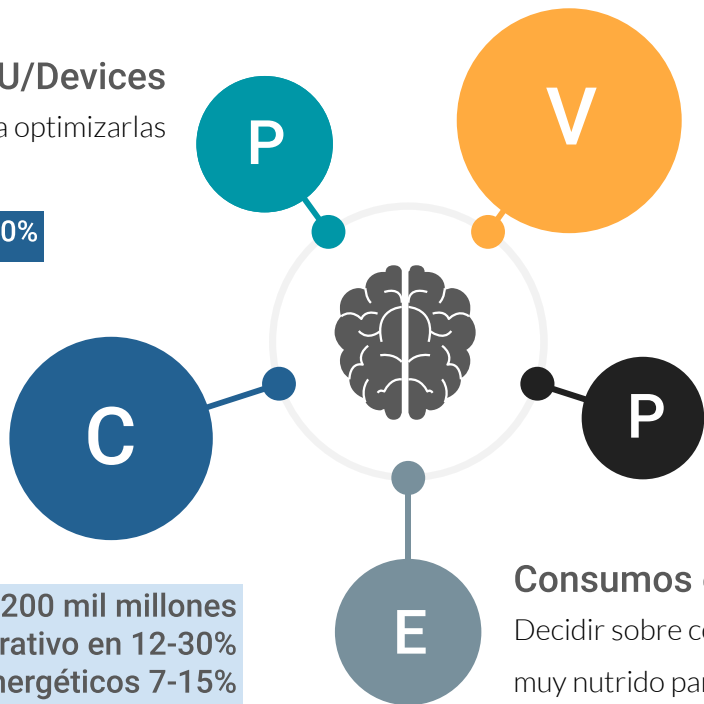 U/Devices
a optimizarlas
0%
P
V
C
P
E
200 mil millones
rativo en 12-30%
nergéticos 7-15%
Consumos
Decidir sobre c
muy nutrido par